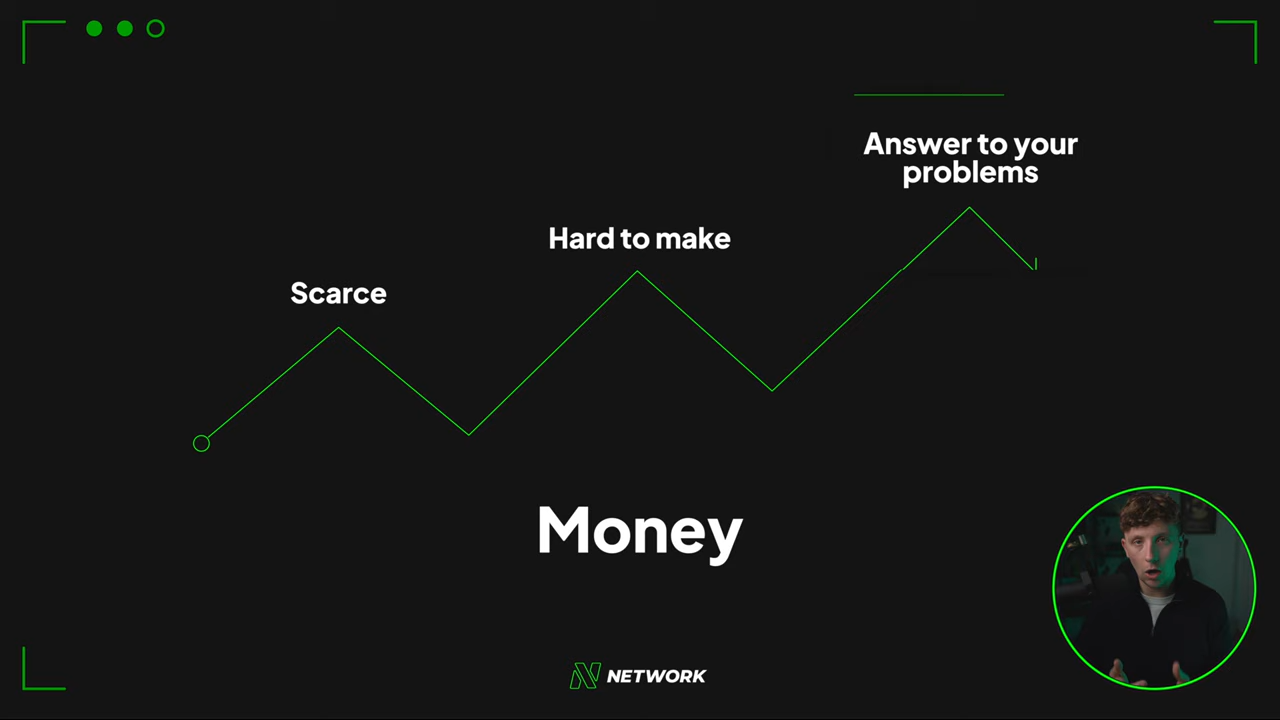 Answer to your
problems
Hard to make
Scarce
Money
NETWORK